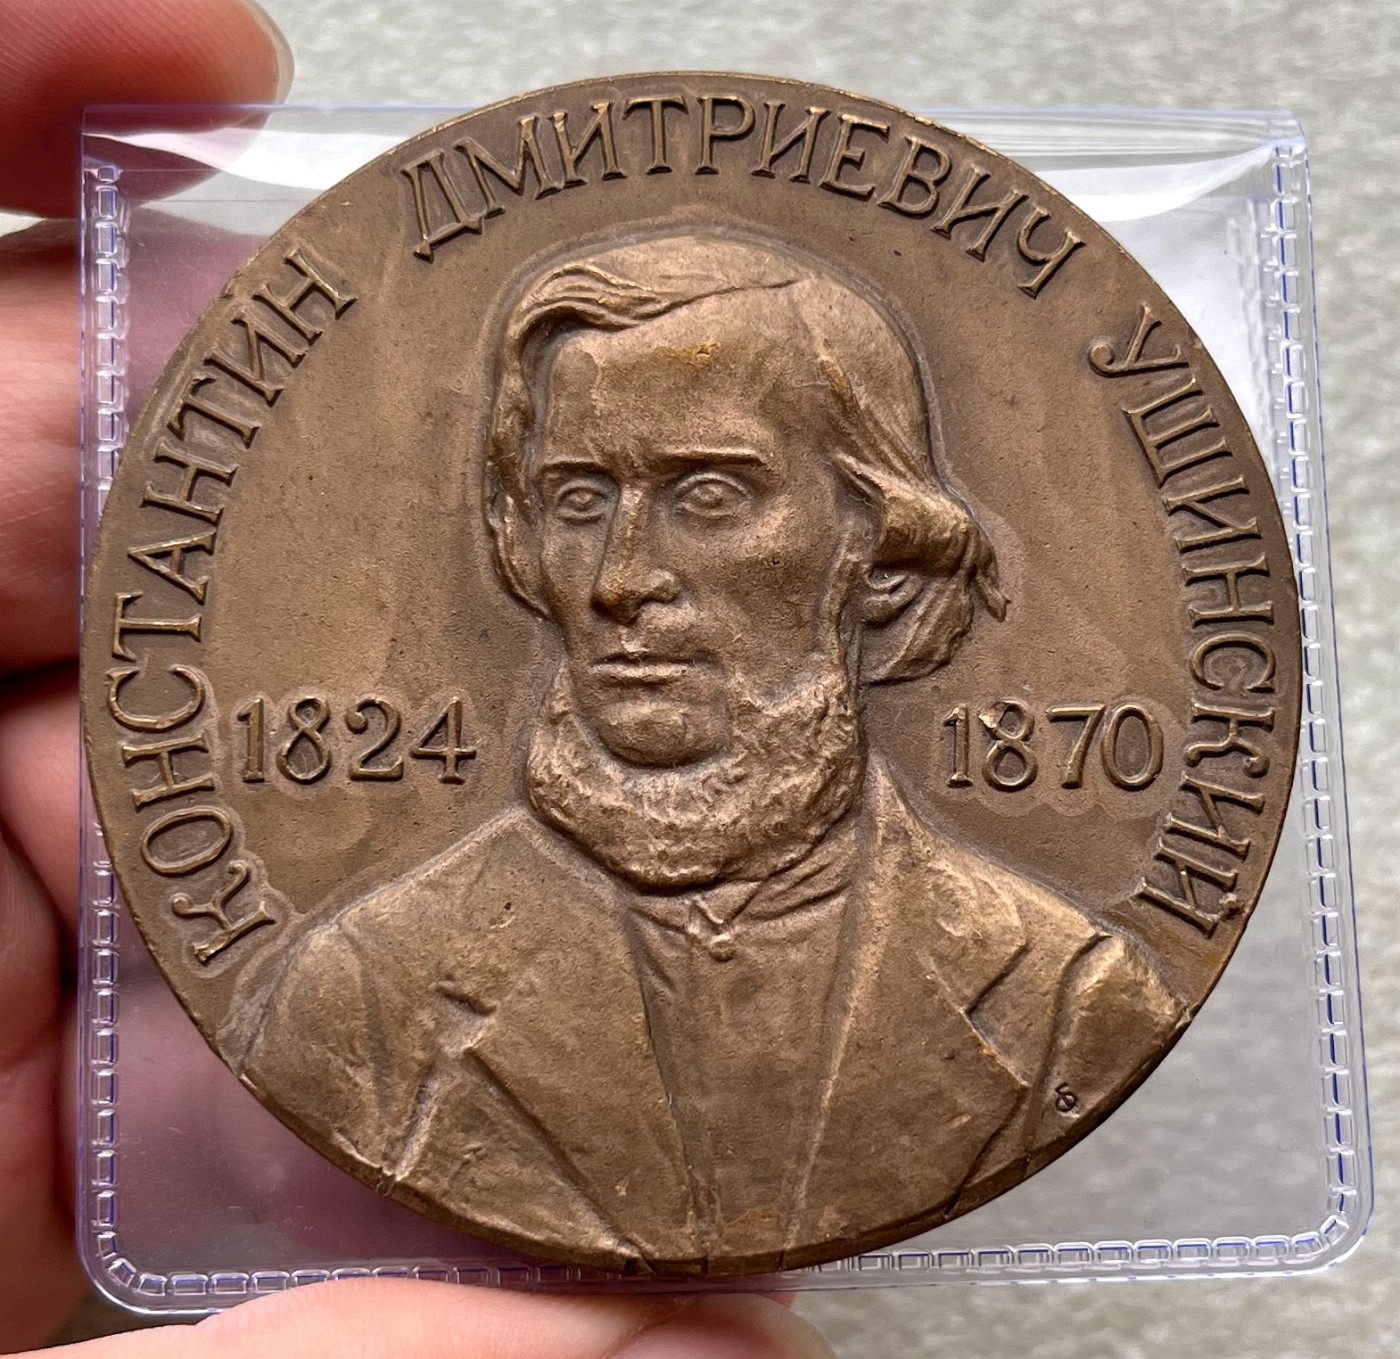 КОНСТАНТИН ДМИТРИЕВИЧ УШИНСКИЙ
1824 1870